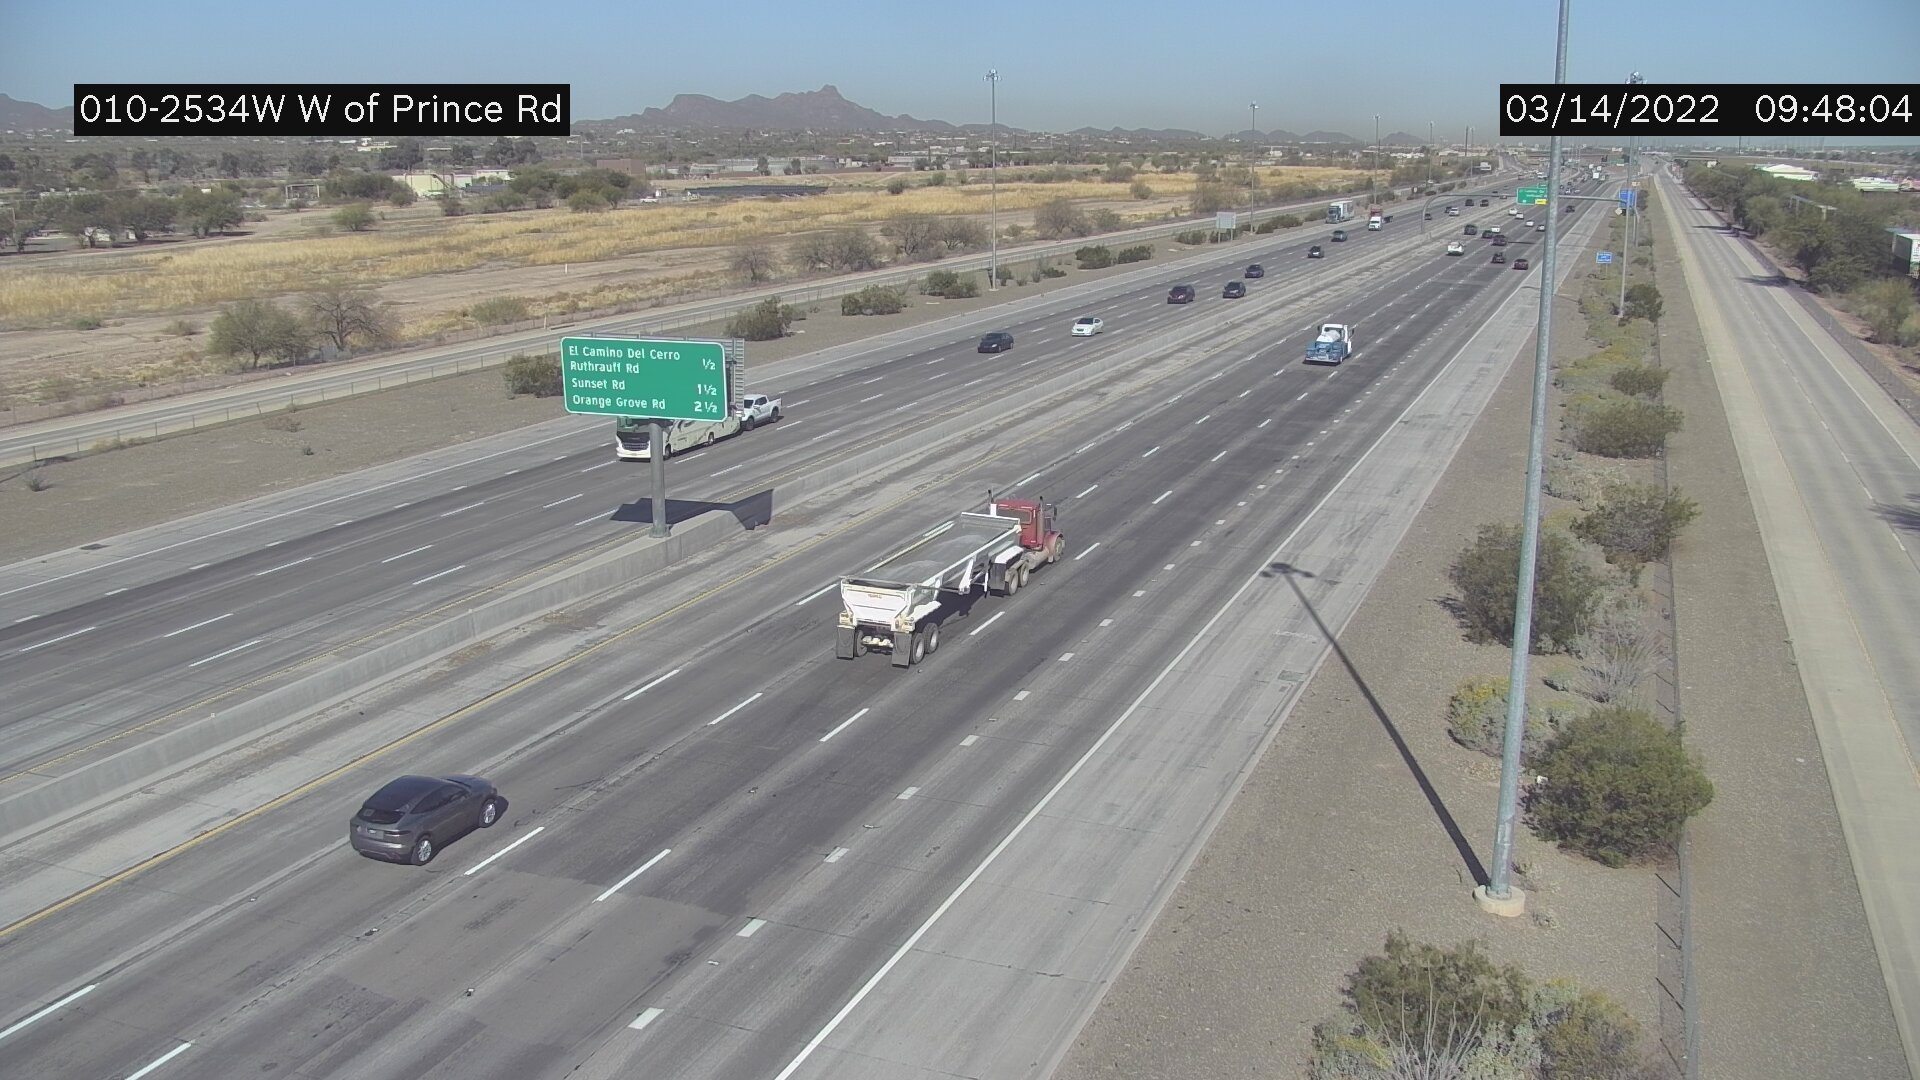 010-2534W W of Prince Rd
03/14/2022 09:48:04
El Camino Del Cerro
Ruthrauff Rd 1/2
Sunset Rd 1 1/2
Orange Grove Rd 2 1/2